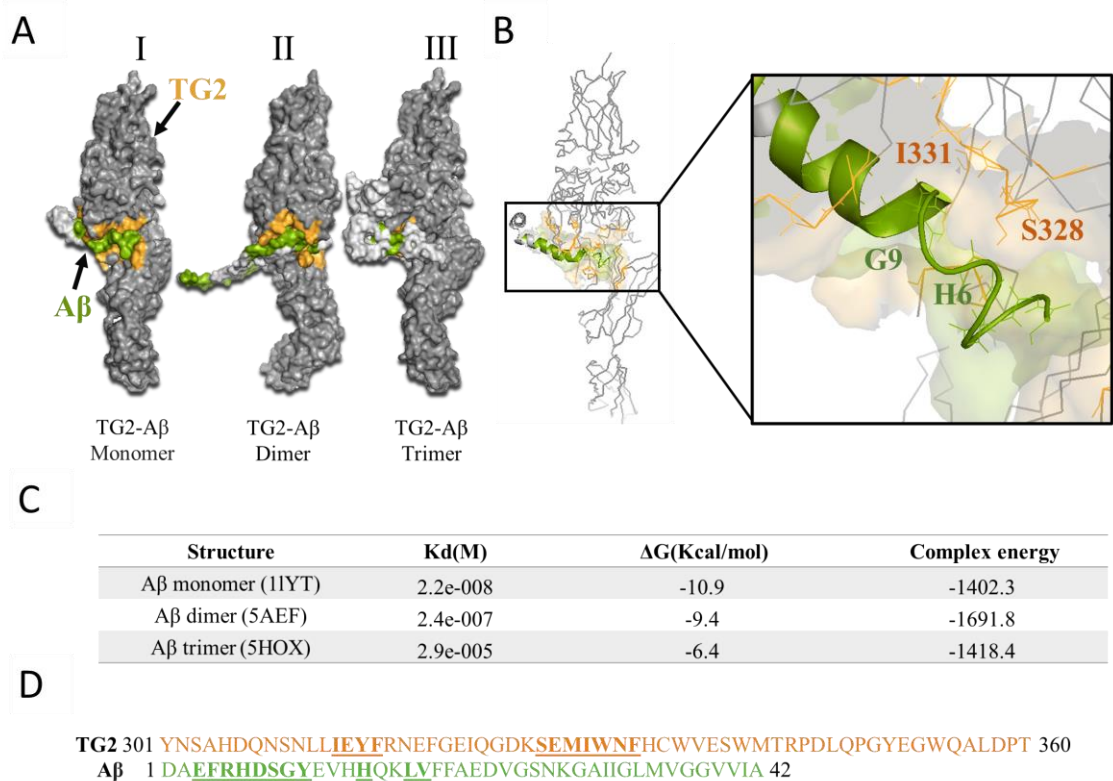 A
I II III
TG2
Aβ
TG2-Aβ
Monomer
TG2-Aβ
Dimer
TG2-Aβ
Trimer
B
I331
S328
G9
H6
C
Structure Kd(M) ΔG(Kcal/mol) Complex energy
Aβ monomer (1IYT) 2.2e-008 -10.9 -1402.3
Aβ dimer (5AEF) 2.4e-007 -9.4 -1691.8
Aβ trimer (5HOX) 2.9e-005 -6.4 -1418.4
D
TG2 301 YNSAHDQNSNLLIEYFRNEFGEIQGDKSEMIWNFHCWVESWMTRPDLQPGYEGWQALDPT 360
Aβ 1 DAEFRHDSGYEVHHQKLVFFAEDVGSNKGAIIGLMVGGVVIA 42